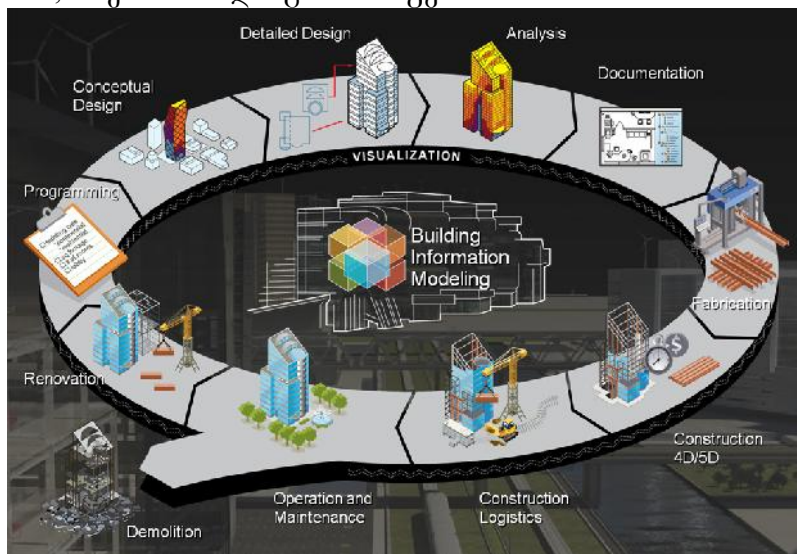 Detailed Design
Analysis
Conceptual
Design
Documentation
VISUALIZATION
Programming
Building
Information
Modeling
Fabrication
Renovation
Construction
4D/5D
Operation and
Maintenance
Construction
Logistics
Demolition